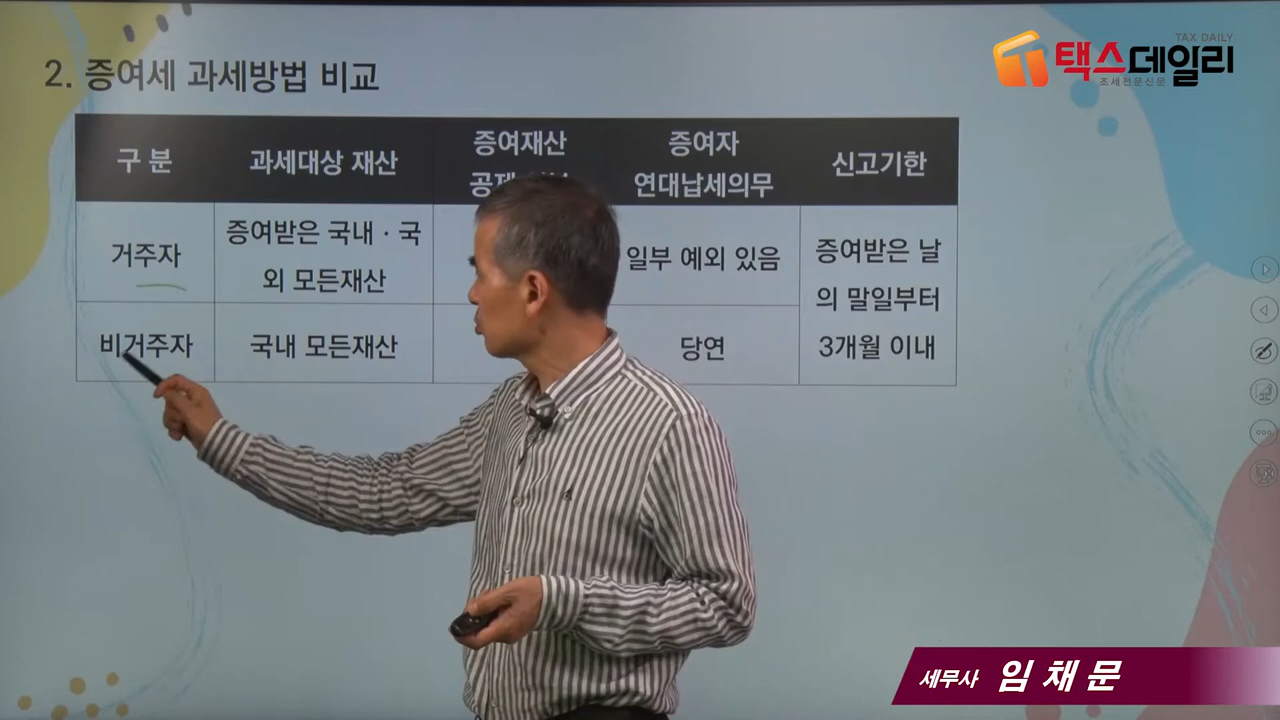 2. 증여세 과세방법 비교
TAX DAILY
택스데일리
조세전문신문
구 분
과세대상 재산
증여재산
증여자
연대납세의무
신고기한
거주자
증여받은 국내 · 국
외 모든재산
일부 예외 있음
증여받은 날
의 말일부터
3개월 이내
비거주자
국내 모든재산
당연
세무사 임채문